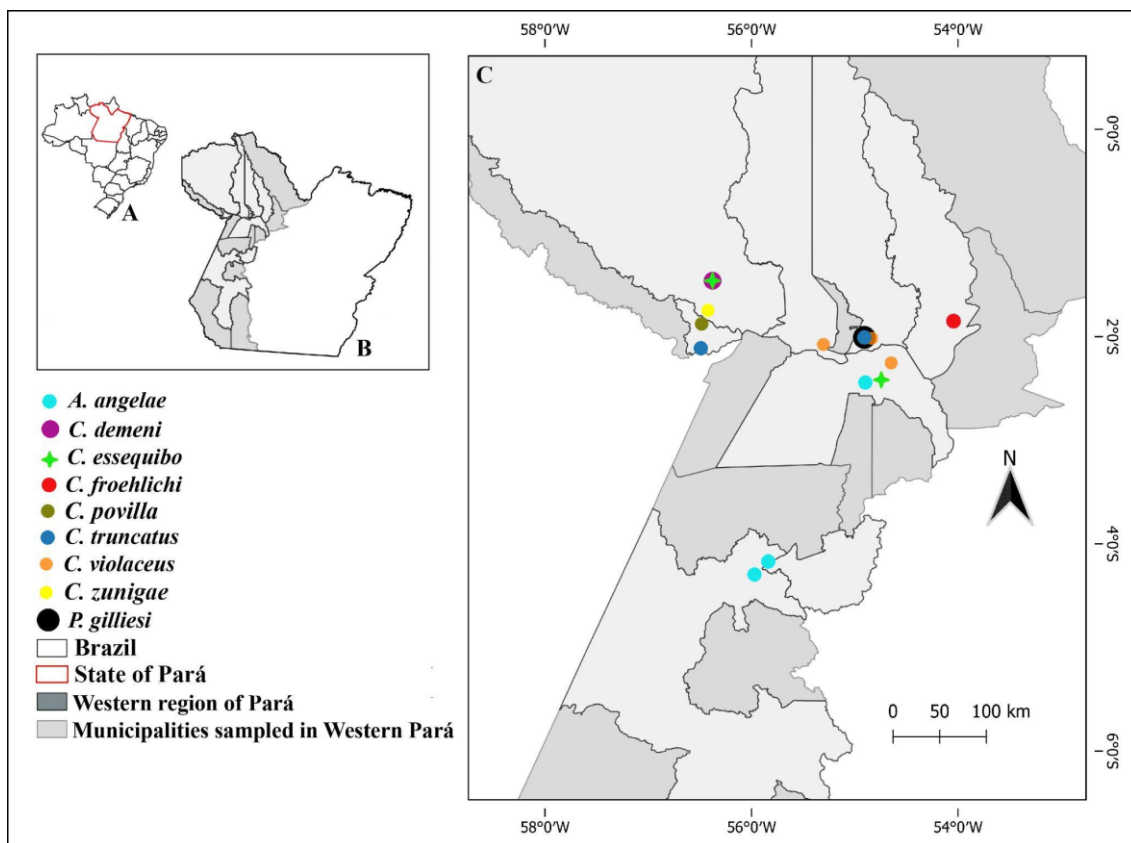 58°0'W 56°0'W 54°0'W
C
A
B
0°0'S
2°0'S
4°0'S
6°0'S
A. angelae
C. demeni
C. essequibo
C. froehlichi
C. povilla
C. truncatus
C. violaceus
C. zunigae
P. gilliesi
Brazil
State of Pará
Western region of Pará
Municipalities sampled in Western Pará
N
0 50 100 km
58°0'W 56°0'W 54°0'W